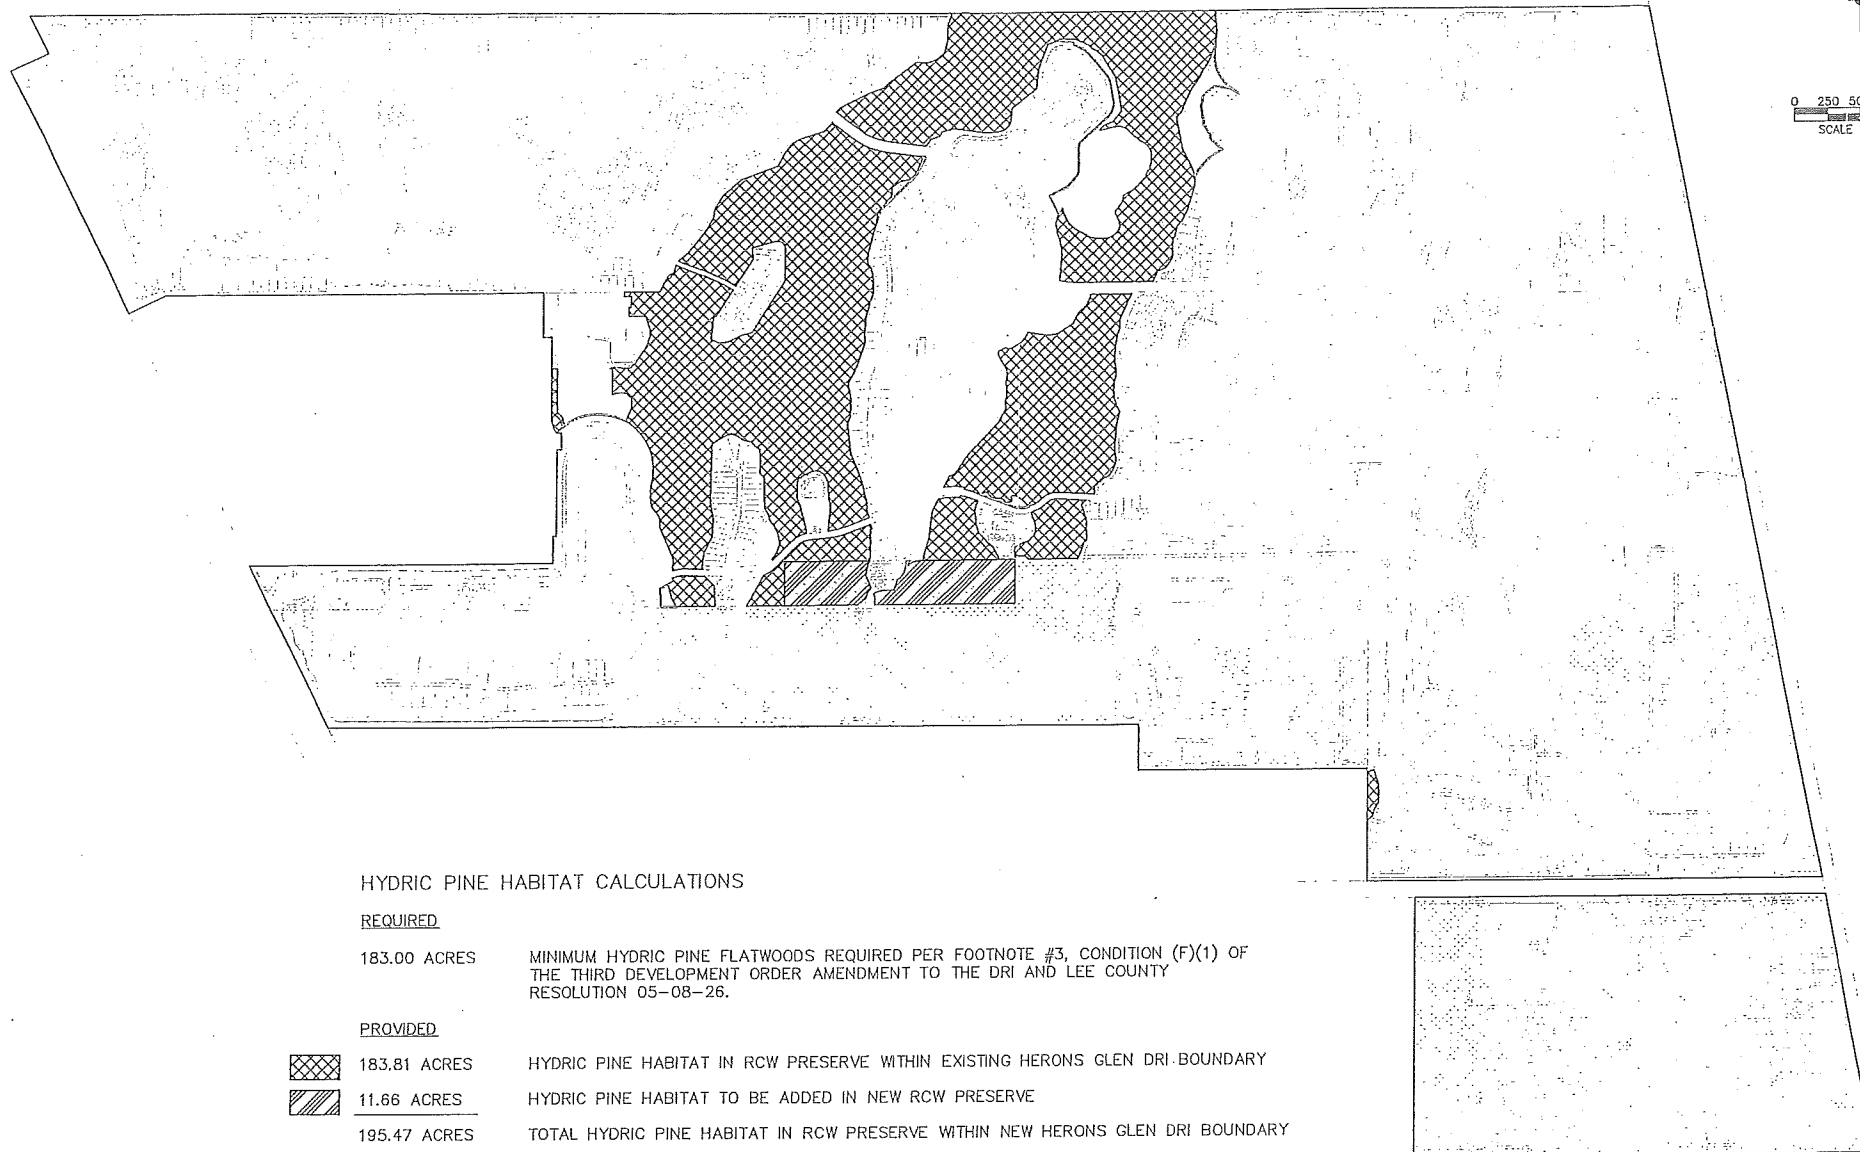 0 250 50
SCALE
HYDRIC PINE HABITAT CALCULATIONS
REQUIRED
183.00 ACRES MINIMUM HYDRIC PINE FLATWOODS REQUIRED PER FOOTNOTE #3, CONDITION (F)(1) OF
THE THIRD DEVELOPMENT ORDER AMENDMENT TO THE DRI AND LEE COUNTY
RESOLUTION 05-08-26.
PROVIDED
183.81 ACRES HYDRIC PINE HABITAT IN RCW PRESERVE WITHIN EXISTING HERONS GLEN DRI BOUNDARY
11.66 ACRES HYDRIC PINE HABITAT TO BE ADDED IN NEW RCW PRESERVE
195.47 ACRES TOTAL HYDRIC PINE HABITAT IN RCW PRESERVE WITHIN NEW HERONS GLEN DRI BOUNDARY